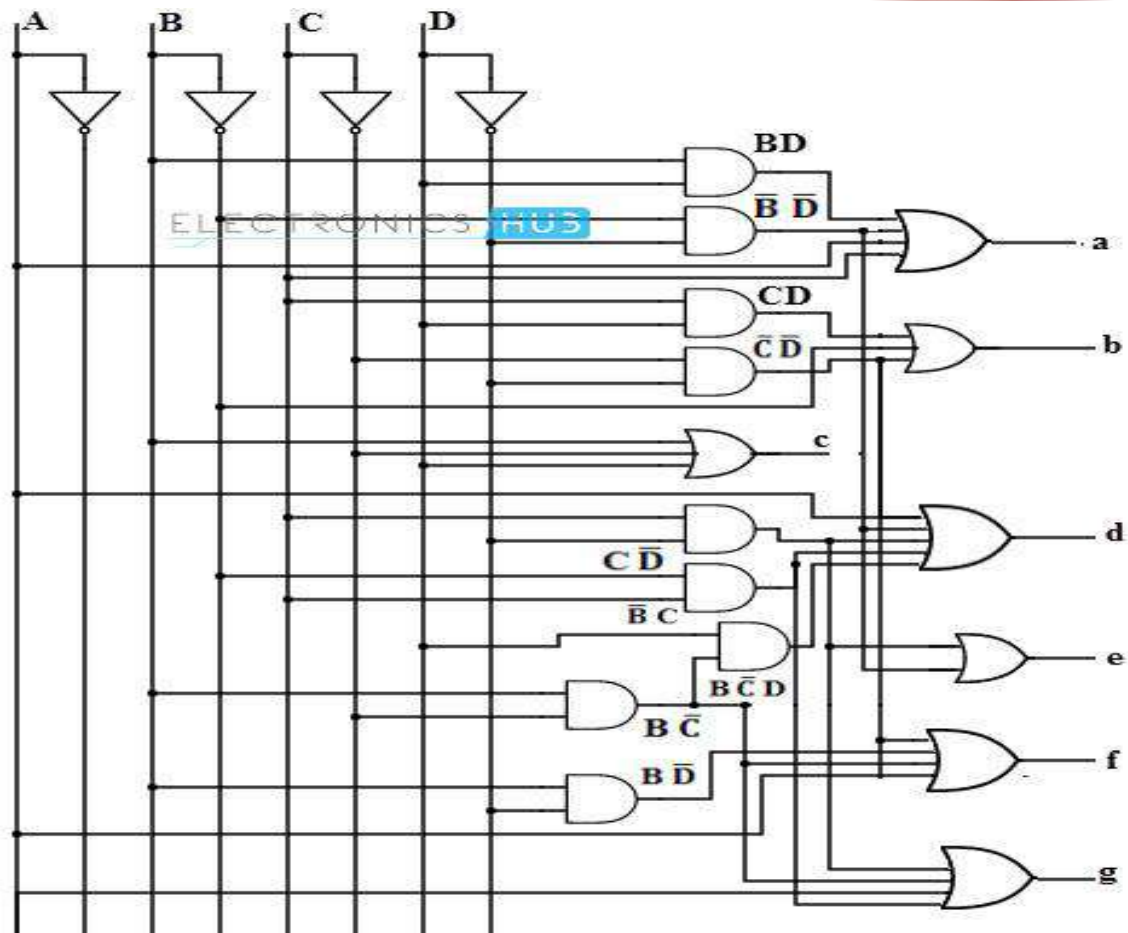 A B C D
BD
B̅ D̅
ELECTRONICS HUB
a
CD
C̅ D̅
b
c
d
C D̅
B̅ C
e
B C̅ D
B C̅
f
B D̅
g